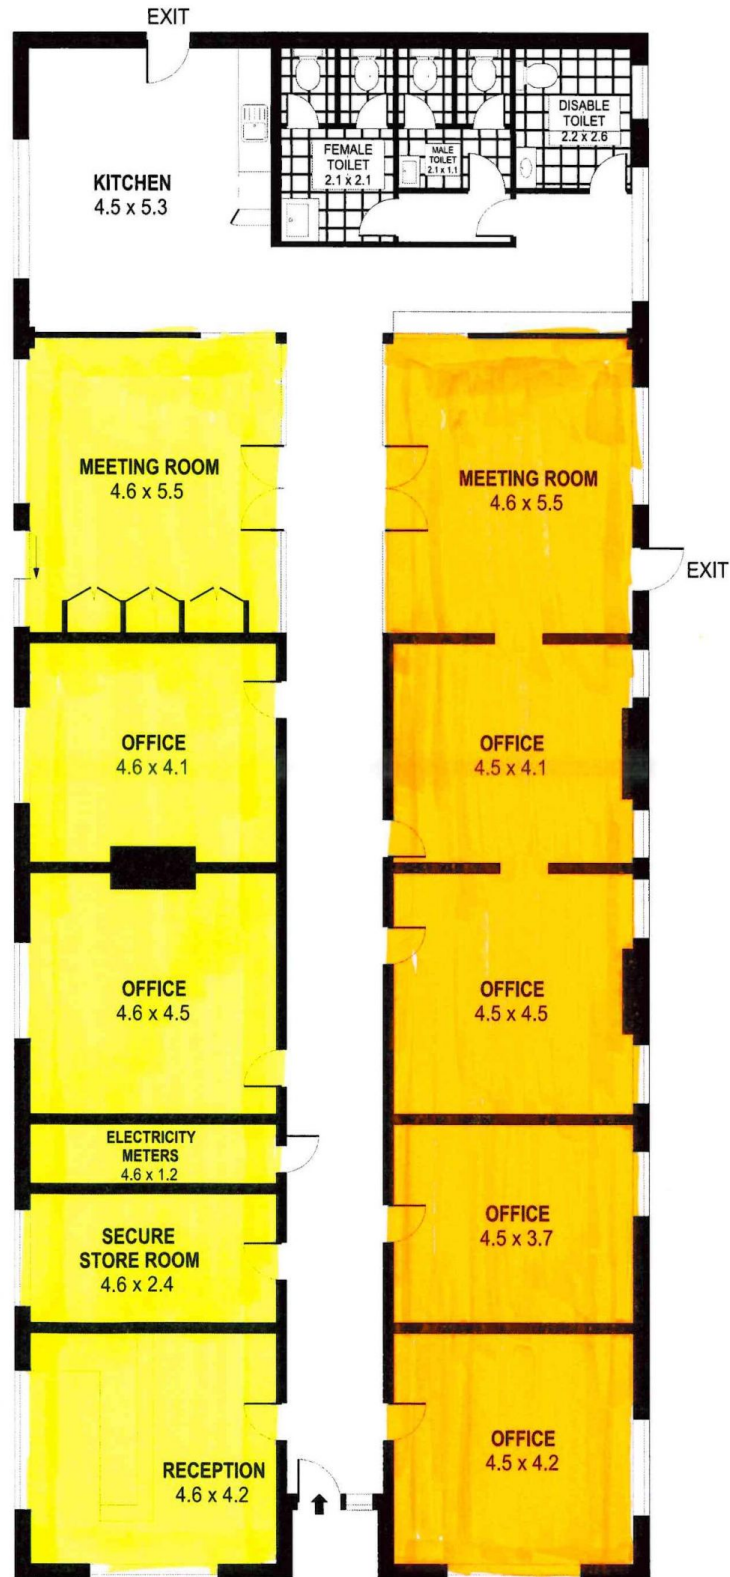 EXIT
KITCHEN
4.5 x 5.3
FEMALE
TOILET
2.1 x 2.1
MALE
TOILET
2.1 x 1.1
DISABLE
TOILET
2.2 x 2.6
MEETING ROOM
4.6 x 5.5
MEETING ROOM
4.6 x 5.5
EXIT
OFFICE
4.6 x 4.1
OFFICE
4.5 x 4.1
OFFICE
4.6 x 4.5
OFFICE
4.5 x 4.5
ELECTRICITY
METERS
4.6 x 1.2
SECURE
STORE ROOM
4.6 x 2.4
OFFICE
4.5 x 3.7
RECEPTION
4.6 x 4.2
OFFICE
4.5 x 4.2